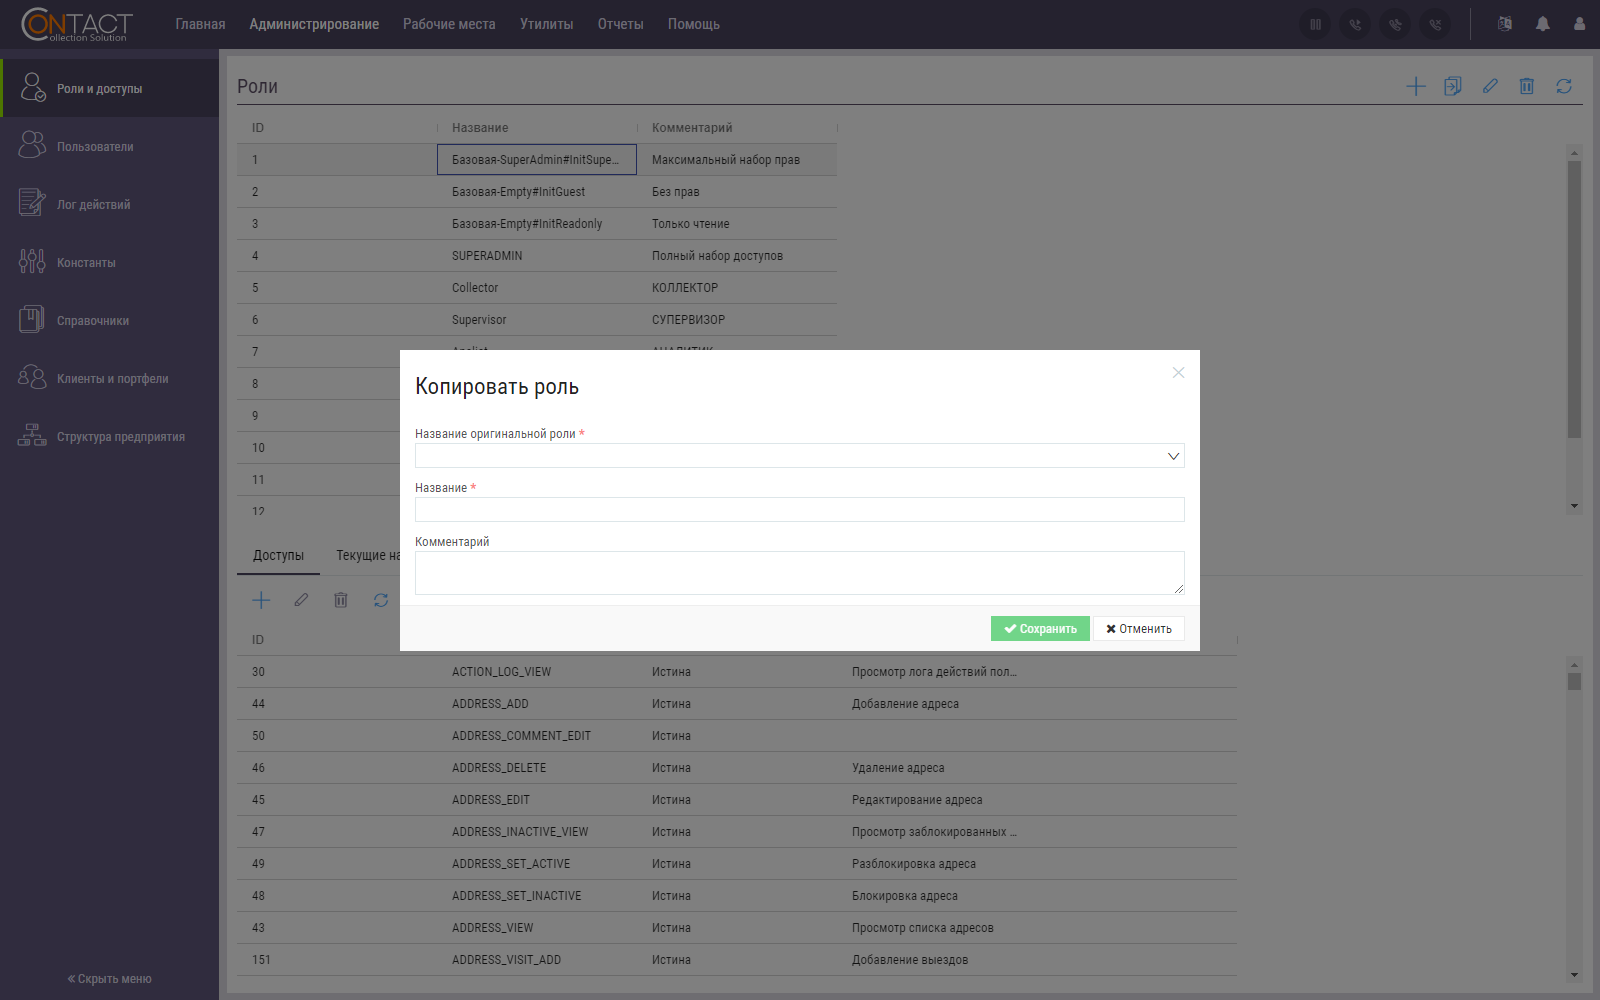 CONTACT
Collection Solution
Главная Администрирование Рабочие места Утилиты Отчеты Помощь
Роли и доступы
Пользователи
Лог действий
Константы
Справочники
Клиенты и портфели
Структура предприятия
« Скрыть меню
Роли
ID Название Комментарий
1 Базовая-SuperAdmin#InitSupe... Максимальный набор прав
2 Базовая-Empty#InitGuest Без прав
3 Базовая-Empty#InitReadonly Только чтение
4 SUPERADMIN Полный набор доступов
5 Collector КОЛЛЕКТОР
6 Supervisor СУПЕРВИЗОР
7
8
9
10
11
12
Копировать роль
Название оригинальной роли *
Название *
Комментарий
Сохранить Отменить
Доступы Текущие на
ID
30 ACTION_LOG_VIEW Истина Просмотр лога действий пол...
44 ADDRESS_ADD Истина Добавление адреса
50 ADDRESS_COMMENT_EDIT Истина
46 ADDRESS_DELETE Истина Удаление адреса
45 ADDRESS_EDIT Истина Редактирование адреса
47 ADDRESS_INACTIVE_VIEW Истина Просмотр заблокированных ...
49 ADDRESS_SET_ACTIVE Истина Разблокировка адреса
48 ADDRESS_SET_INACTIVE Истина Блокировка адреса
43 ADDRESS_VIEW Истина Просмотр списка адресов
151 ADDRESS_VISIT_ADD Истина Добавление выездов